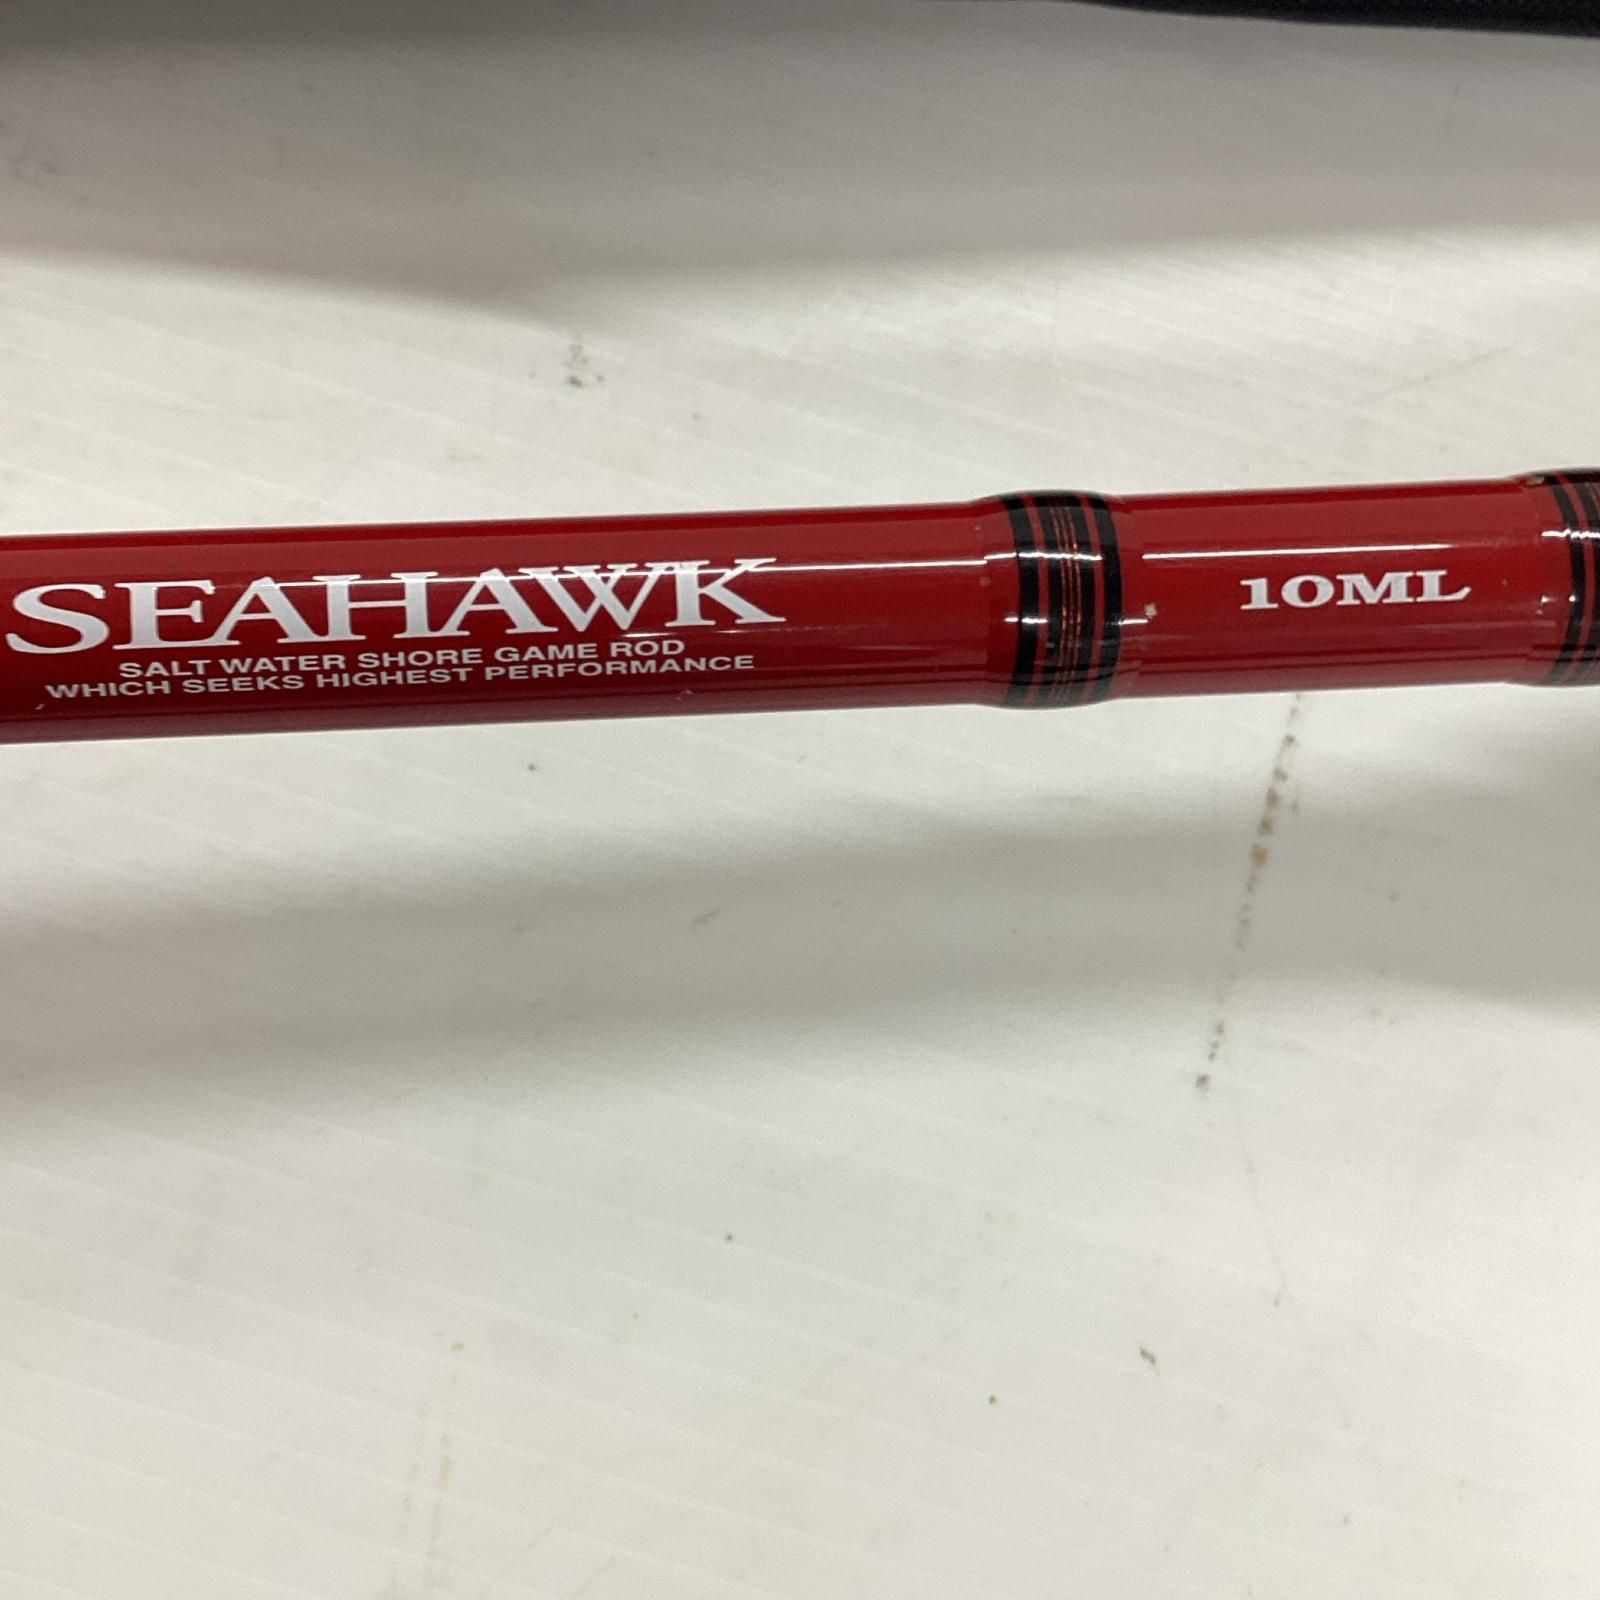 SEAHAWK
SALT WATER SHORE GAME ROD
WHICH SEEKS HIGHEST PERFORMANCE
10ML